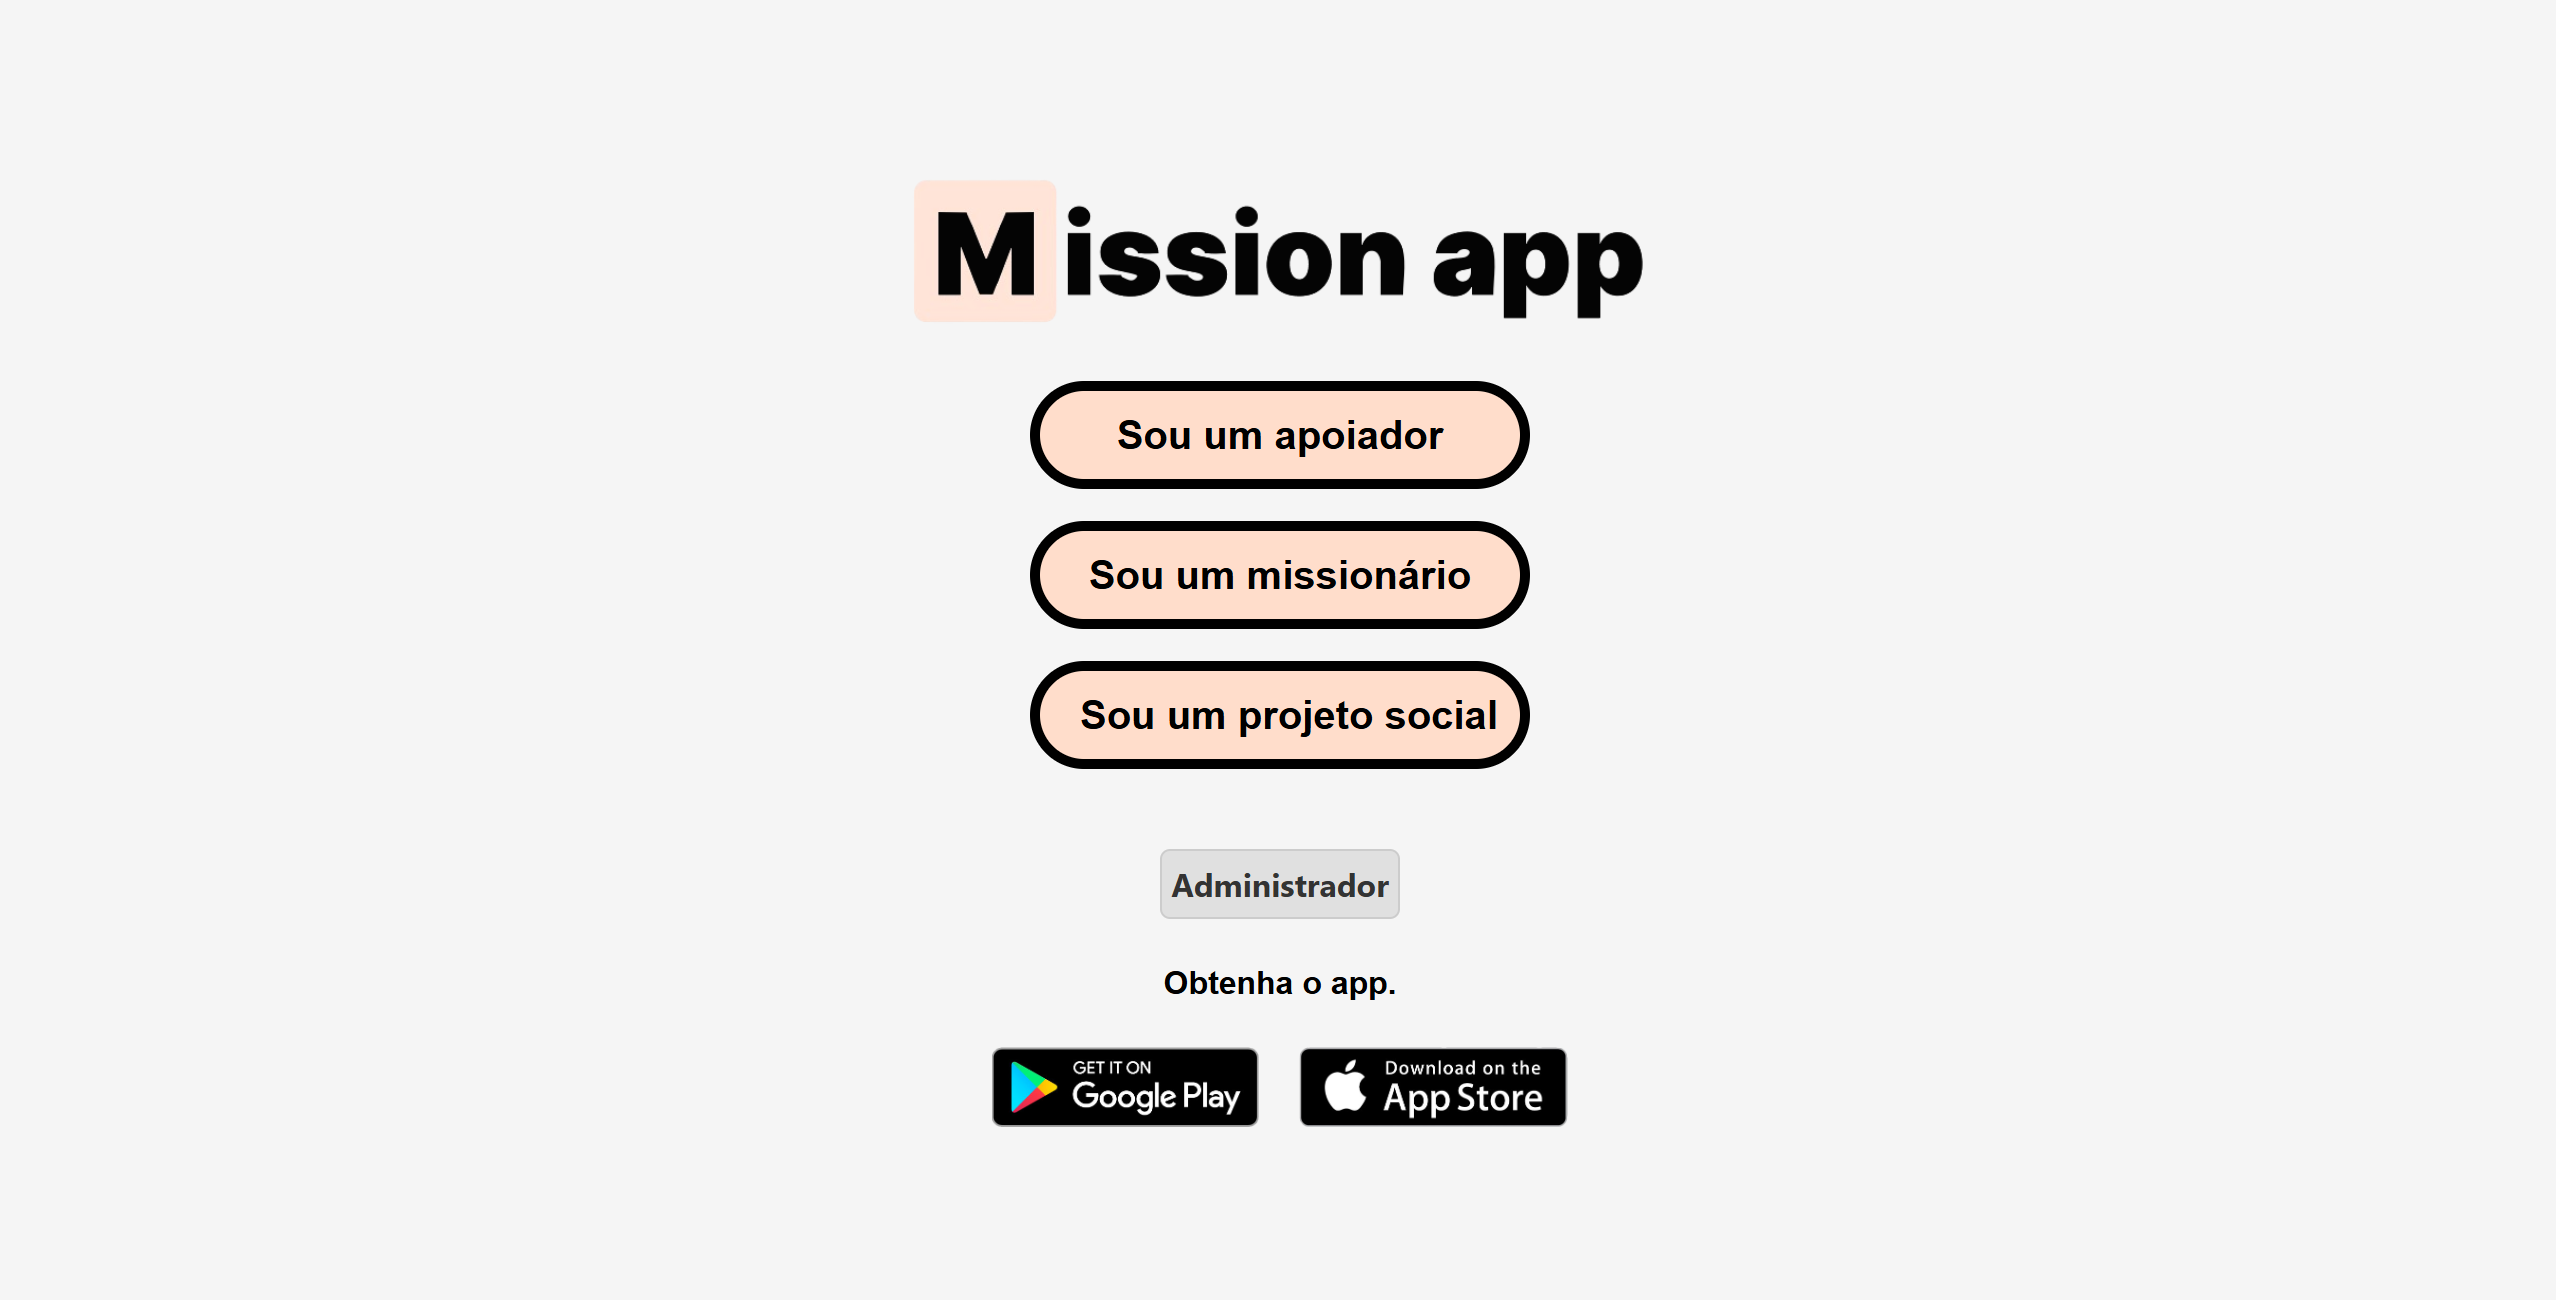 Mission app
Sou um apoiador
Sou um missionário
Sou um projeto social
Administrador
Obtenha o app.
GET IT ON
Google Play
Download on the
App Store